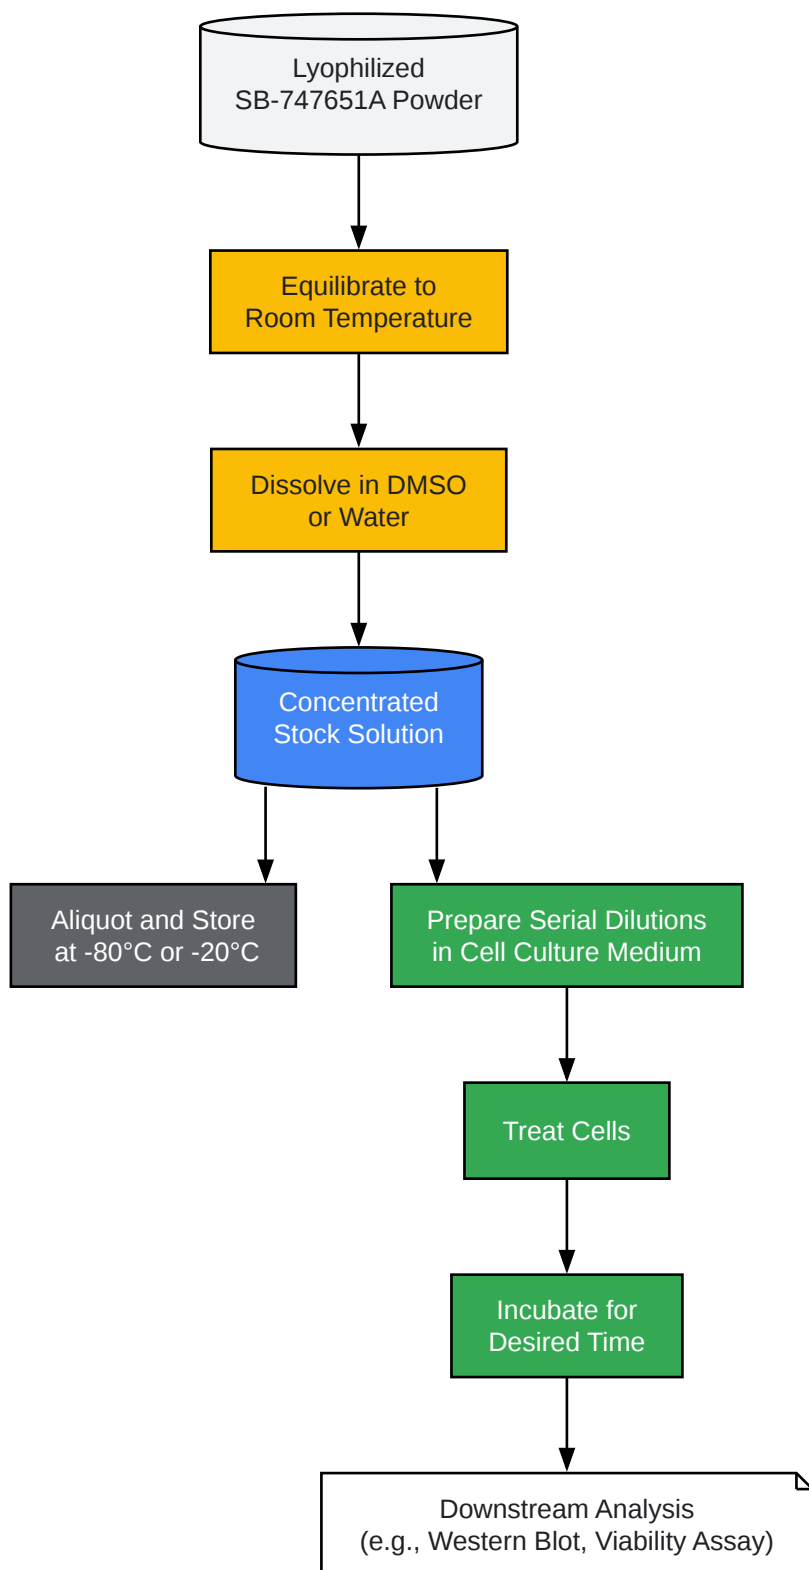 Lyophilized
SB-747651A Powder
Equilibrate to
Room Temperature
Dissolve in DMSO
or Water
Concentrated
Stock Solution
Aliquot and Store
at -80°C or -20°C
Prepare Serial Dilutions
in Cell Culture Medium
Treat Cells
Incubate for
Desired Time
Downstream Analysis
(e.g., Western Blot, Viability Assay)